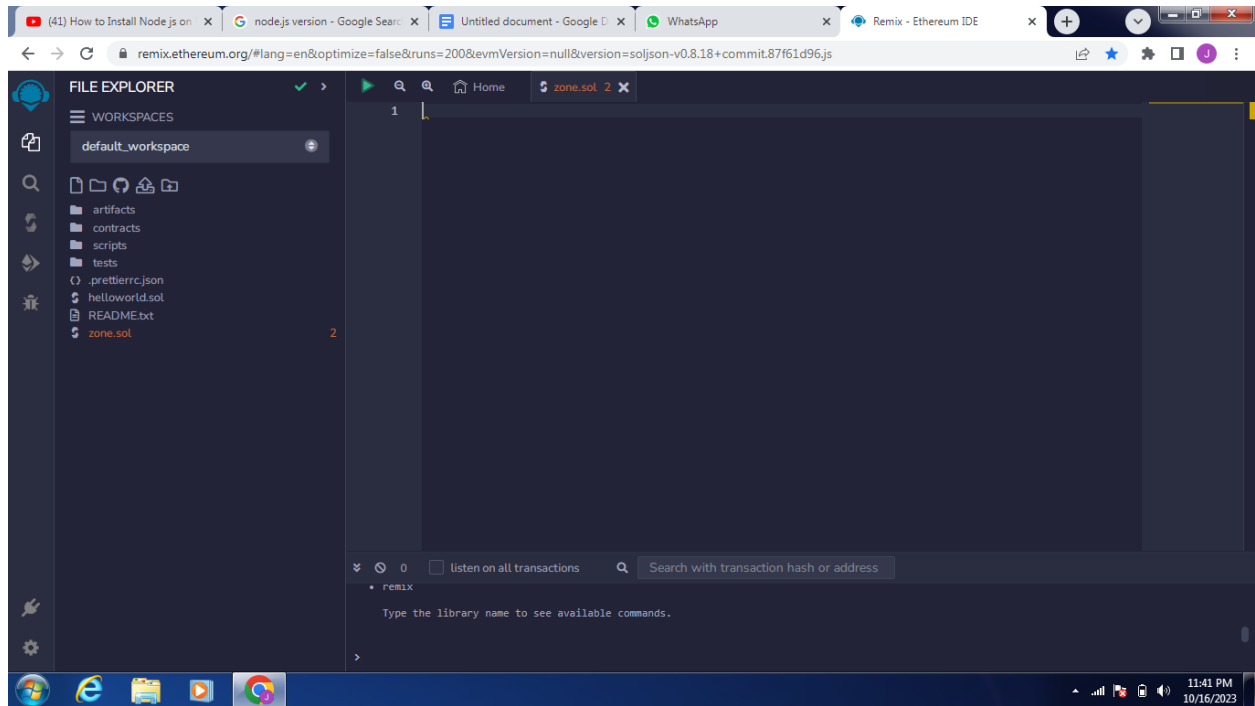 (41) How to Install Node js on
node.js version - Google Searc
Untitled document - Google D
WhatsApp
Remix - Ethereum IDE
remix.ethereum.org/#lang=en&optimize=false&runs=200&evmVersion=null&version=soljson-v0.8.18+commit.87f61d96.js
J
FILE EXPLORER
WORKSPACES
default_workspace
artifacts
contracts
scripts
tests
.prettierrc.json
helloworld.sol
README.txt
zone.sol 2
Home
zone.sol 2
1
0 listen on all transactions
Search with transaction hash or address
remix
Type the library name to see available commands.
>
11:41 PM
10/16/2023